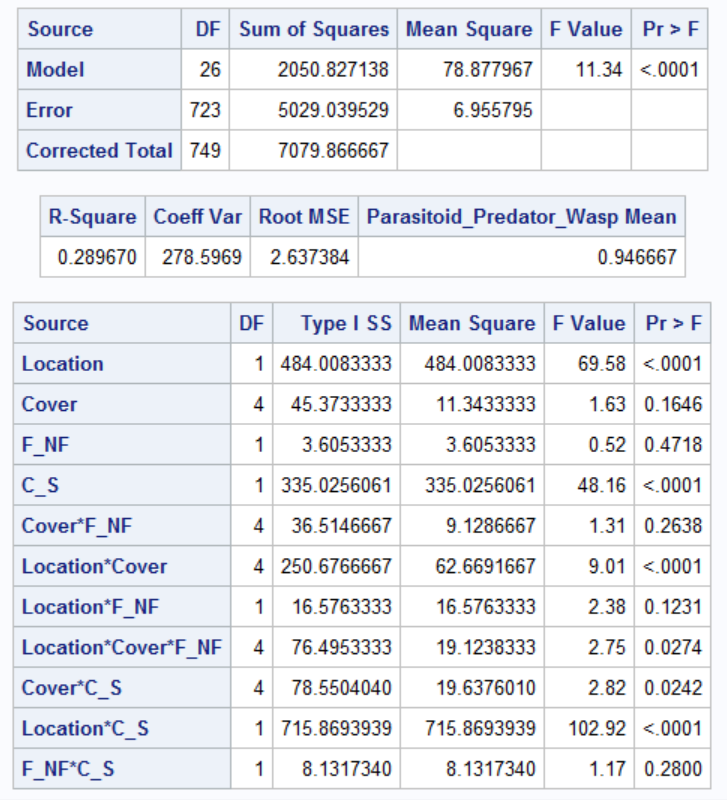 Source DF Sum of Squares Mean Square F Value Pr > F
Model 26 2050.827138 78.877967 11.34 <.0001
Error 723 5029.039529 6.955795
Corrected Total 749 7079.866667
R-Square Coeff Var Root MSE Parasitoid_Predator_Wasp Mean
0.289670 278.5969 2.637384 0.946667
Source DF Type I SS Mean Square F Value Pr > F
Location 1 484.0083333 484.0083333 69.58 <.0001
Cover 4 45.3733333 11.3433333 1.63 0.1646
F_NF 1 3.6053333 3.6053333 0.52 0.4718
C_S 1 335.0256061 335.0256061 48.16 <.0001
Cover*F_NF 4 36.5146667 9.1286667 1.31 0.2638
Location*Cover 4 250.6766667 62.6691667 9.01 <.0001
Location*F_NF 1 16.5763333 16.5763333 2.38 0.1231
Location*Cover*F_NF 4 76.4953333 19.1238333 2.75 0.0274
Cover*C_S 4 78.5504040 19.6376010 2.82 0.0242
Location*C_S 1 715.8693939 715.8693939 102.92 <.0001
F_NF*C_S 1 8.1317340 8.1317340 1.17 0.2800